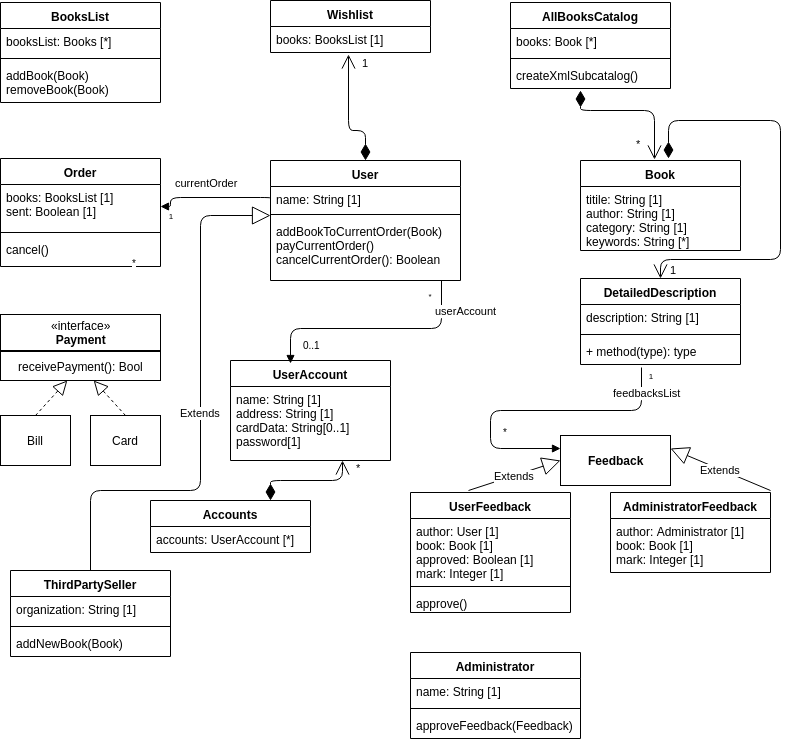 BooksList
booksList: Books [*]
addBook(Book)
removeBook(Book)
Wishlist
books: BooksList [1]
1
AllBooksCatalog
books: Book [*]
createXmlSubcatalog()
*
Order
books: BooksList [1]
sent: Boolean [1]
cancel()
*
currentOrder
1
User
name: String [1]
addBookToCurrentOrder(Book)
payCurrentOrder()
cancelCurrentOrder(): Boolean
Book
titile: String [1]
author: String [1]
category: String [1]
keywords: String [*]
1
*
userAccount
0..1
DetailedDescription
description: String [1]
+ method(type): type
«interface»
Payment
receivePayment(): Bool
Bill
Card
Extends
UserAccount
name: String [1]
address: String [1]
cardData: String[0..1]
password[1]
*
1
feedbacksList
*
Feedback
Extends
Extends
Accounts
accounts: UserAccount [*]
UserFeedback
author: User [1]
book: Book [1]
approved: Boolean [1]
mark: Integer [1]
approve()
AdministratorFeedback
author: Administrator [1]
book: Book [1]
mark: Integer [1]
ThirdPartySeller
organization: String [1]
addNewBook(Book)
Administrator
name: String [1]
approveFeedback(Feedback)